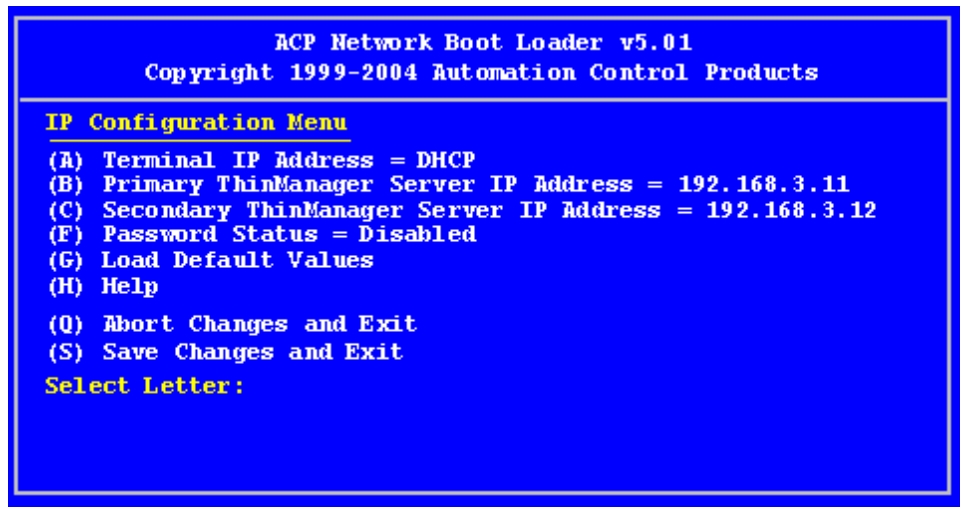 ACP Network Boot Loader v5.01
Copyright 1999-2004 Automation Control Products
IP Configuration Menu
(A) Terminal IP Address = DHCP
(B) Primary ThinManager Server IP Address = 192.168.3.11
(C) Secondary ThinManager Server IP Address = 192.168.3.12
(F) Password Status = Disabled
(G) Load Default Values
(H) Help
(Q) Abort Changes and Exit
(S) Save Changes and Exit
Select Letter: